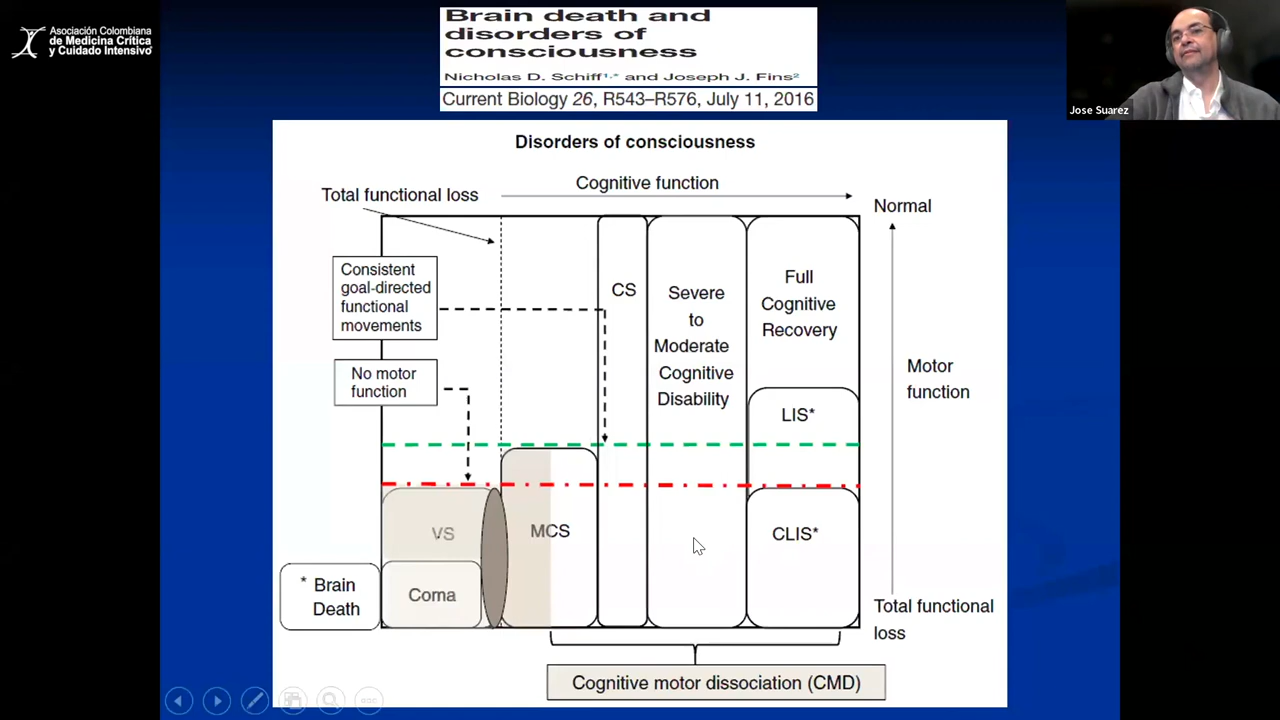 Asociación Colombiana
de Medicina Crítica
y Cuidado Intensivo
Brain death and
disorders of
consciousness
Nicholas D. Schiff¹,* and Joseph J. Fins²
Current Biology 26, R543–R576, July 11, 2016
Jose Suarez
Disorders of consciousness
Cognitive function
Total functional loss
Normal
Consistent
goal-directed
functional
movements
No motor
function
CS
Severe
to
Moderate
Cognitive
Disability
Full
Cognitive
Recovery
LIS*
Motor
function
VS
MCS
CLIS*
Coma
* Brain
Death
Total functional
loss
Cognitive motor dissociation (CMD)